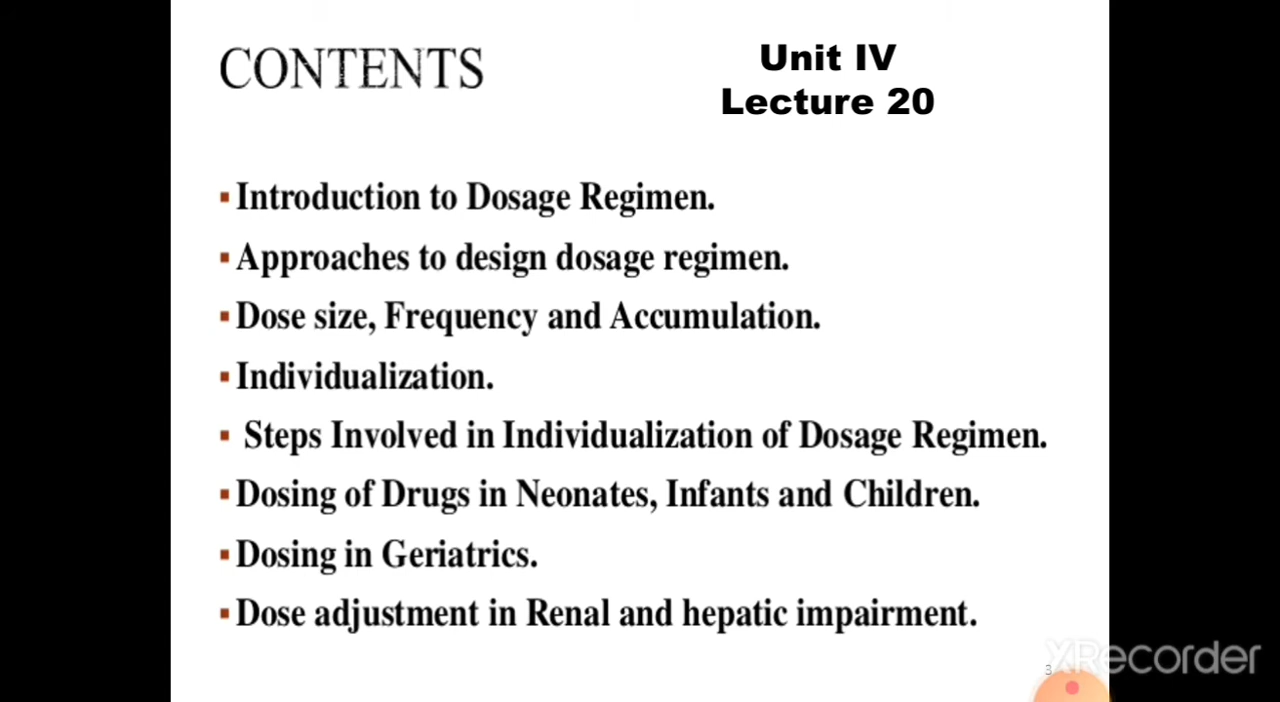 CONTENTS
Unit IV
Lecture 20
▪Introduction to Dosage Regimen.
▪Approaches to design dosage regimen.
▪Dose size, Frequency and Accumulation.
▪Individualization.
▪ Steps Involved in Individualization of Dosage Regimen.
▪Dosing of Drugs in Neonates, Infants and Children.
▪Dosing in Geriatrics.
▪Dose adjustment in Renal and hepatic impairment.
3
XRecorder